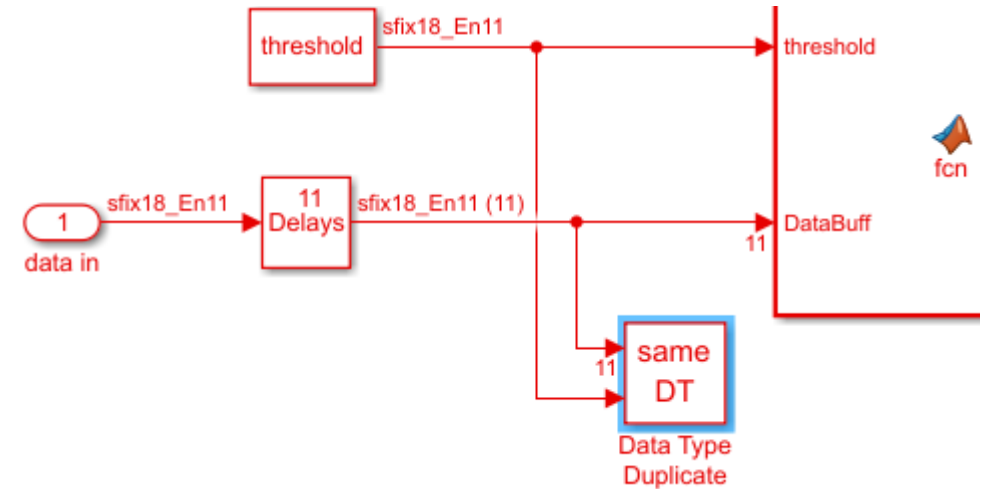 sfix18_En11
threshold
threshold
fcn
sfix18_En11
11
Delays
sfix18_En11 (11)
1
data in
11
DataBuff
11
same
DT
Data Type
Duplicate